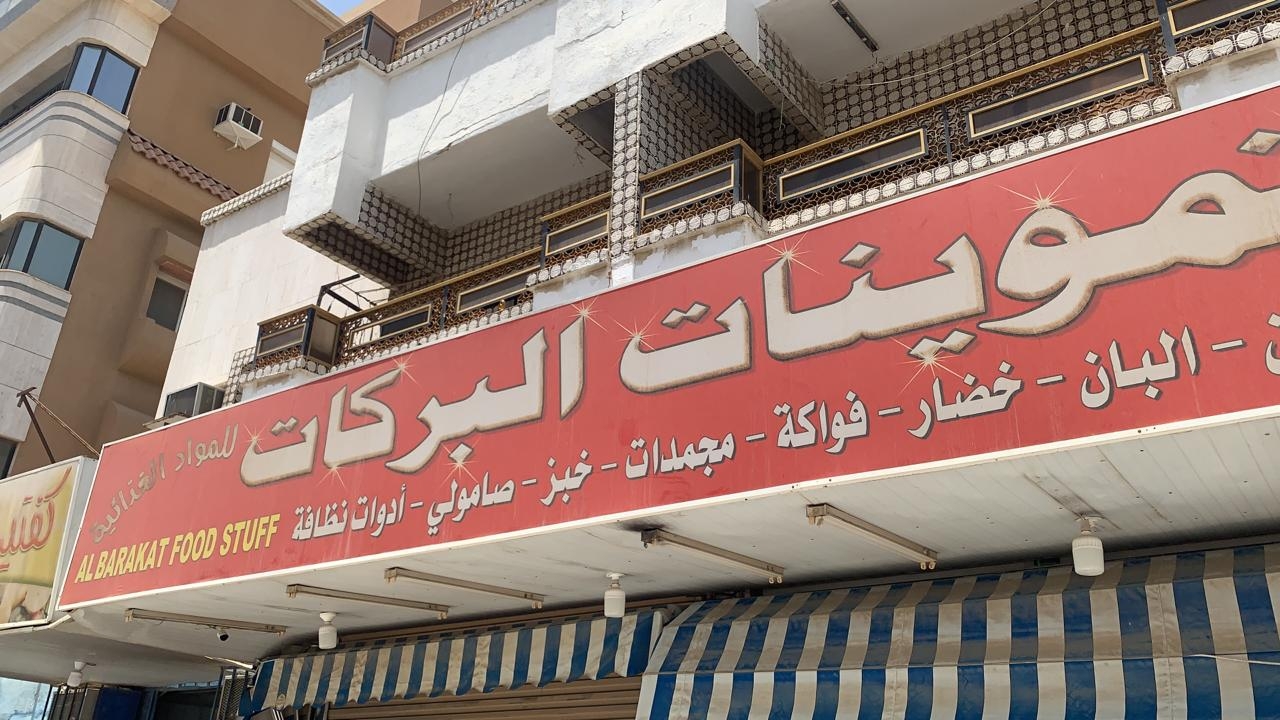 تموينات البركات
للمواد الغذائية
البان - خضار - فواكة - مجمدات - خبز - صامولي - أدوات نظافة
AL BARAKAT FOOD STUFF